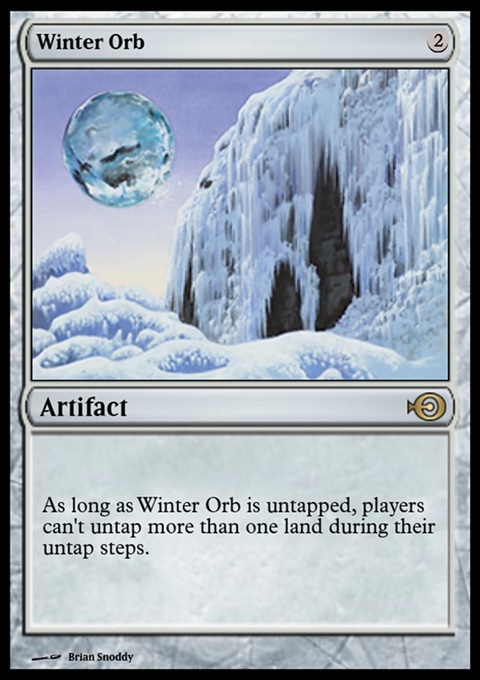 Winter Orb 2
Artifact
As long as Winter Orb is untapped, players
can't untap more than one land during their
untap steps.
Brian Snoddy